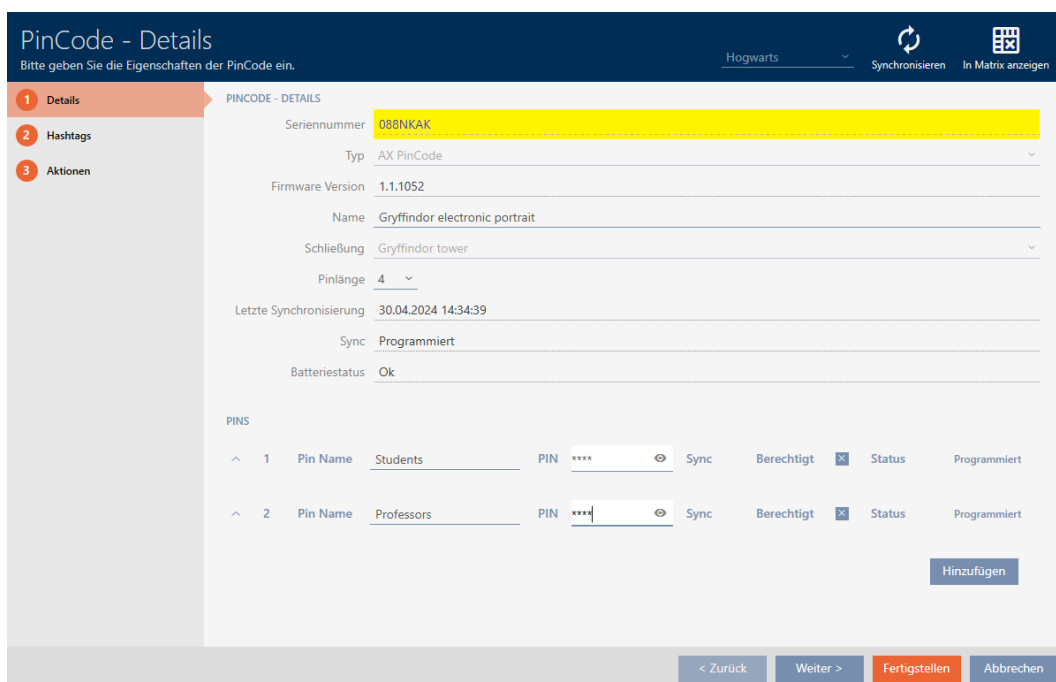 PinCode - Details
Bitte geben Sie die Eigenschaften der PinCode ein.
Hogwarts
Synchronisieren
In Matrix anzeigen
1 Details
2 Hashtags
3 Aktionen
PINCODE - DETAILS
Seriennummer 088NKAK
Typ AX PinCode
Firmware Version 1.1.1052
Name Gryffindor electronic portrait
Schließung Gryffindor tower
Pinlänge 4
Letzte Synchronisierung 30.04.2024 14:34:39
Sync Programmiert
Batteriestatus Ok
PINS
1 Pin Name Students PIN **** Sync Berechtigt Status Programmiert
2 Pin Name Professors PIN **** Sync Berechtigt Status Programmiert
Hinzufügen
< Zurück Weiter > Fertigstellen Abbrechen